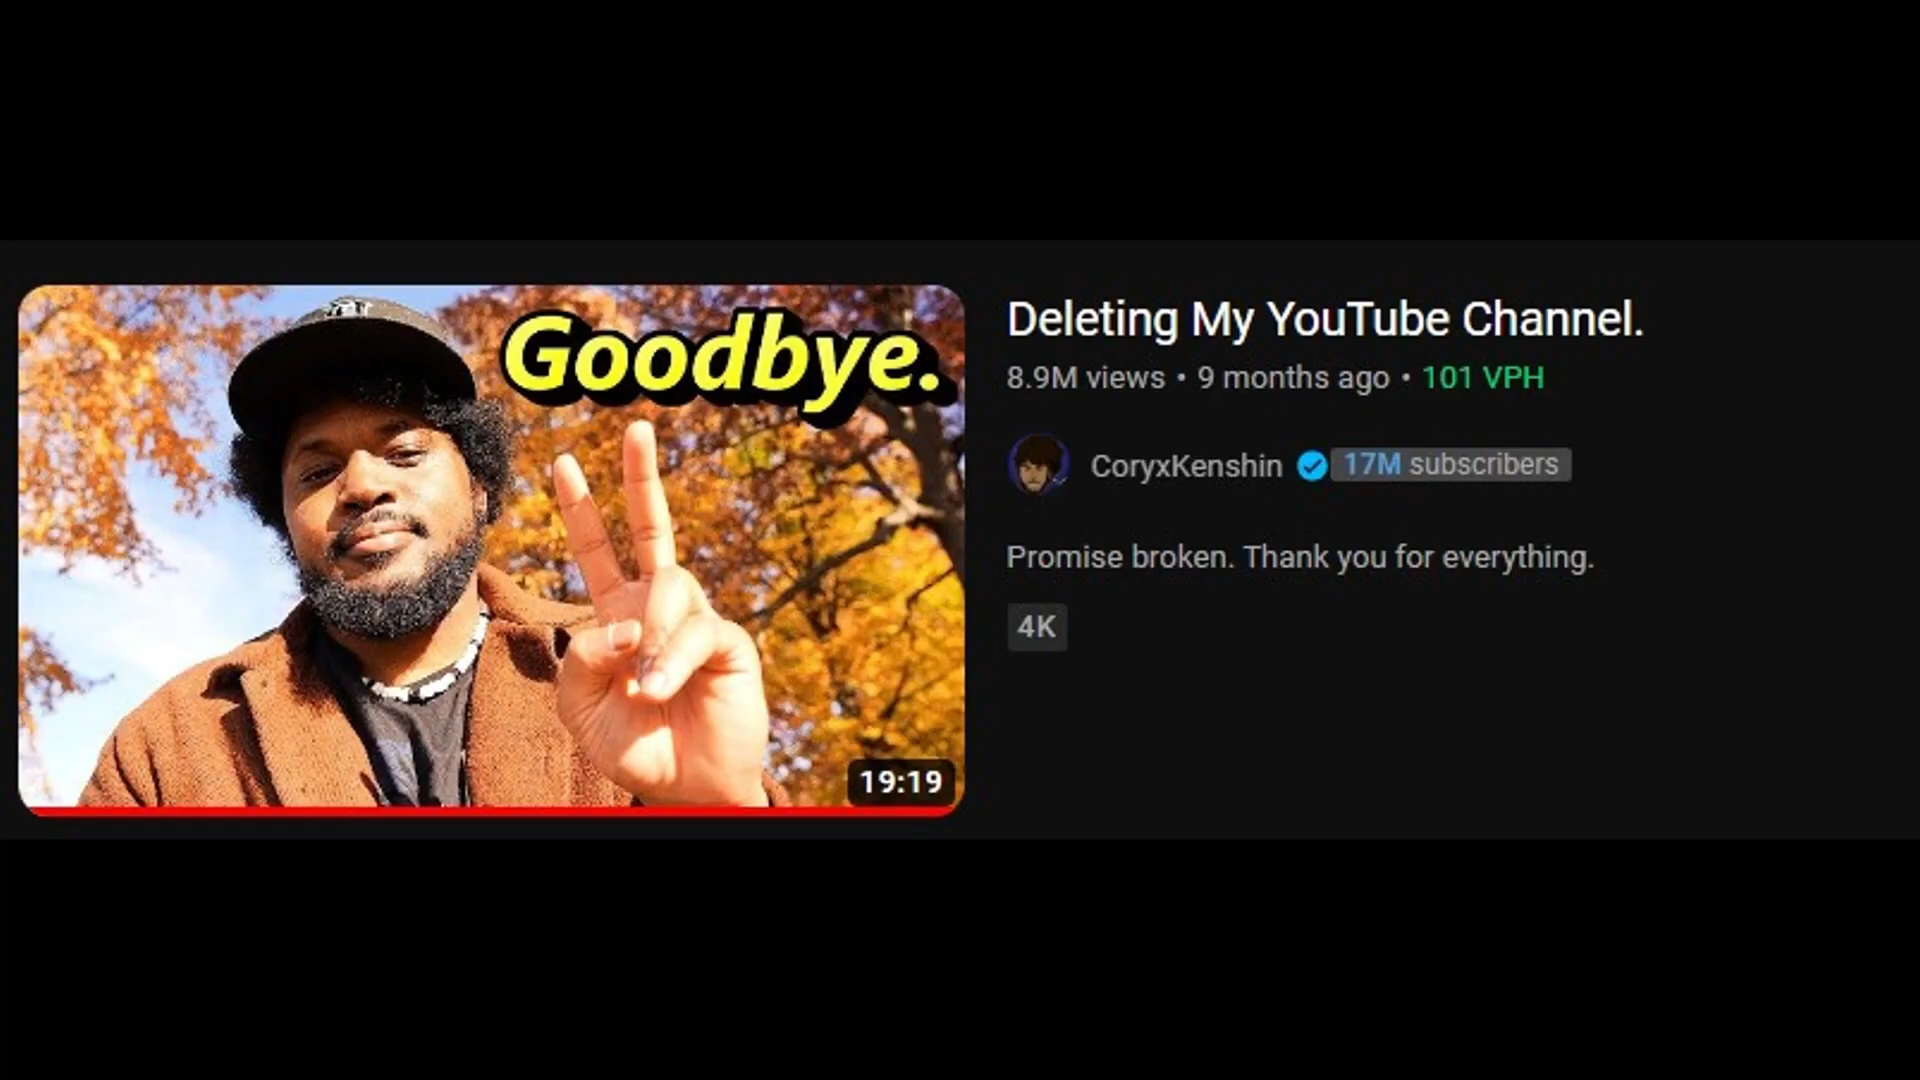 Goodbye.
19:19
Deleting My YouTube Channel.
8.9M views • 9 months ago • 101 VPH
CoryxKenshin 17M subscribers
Promise broken. Thank you for everything.
4K